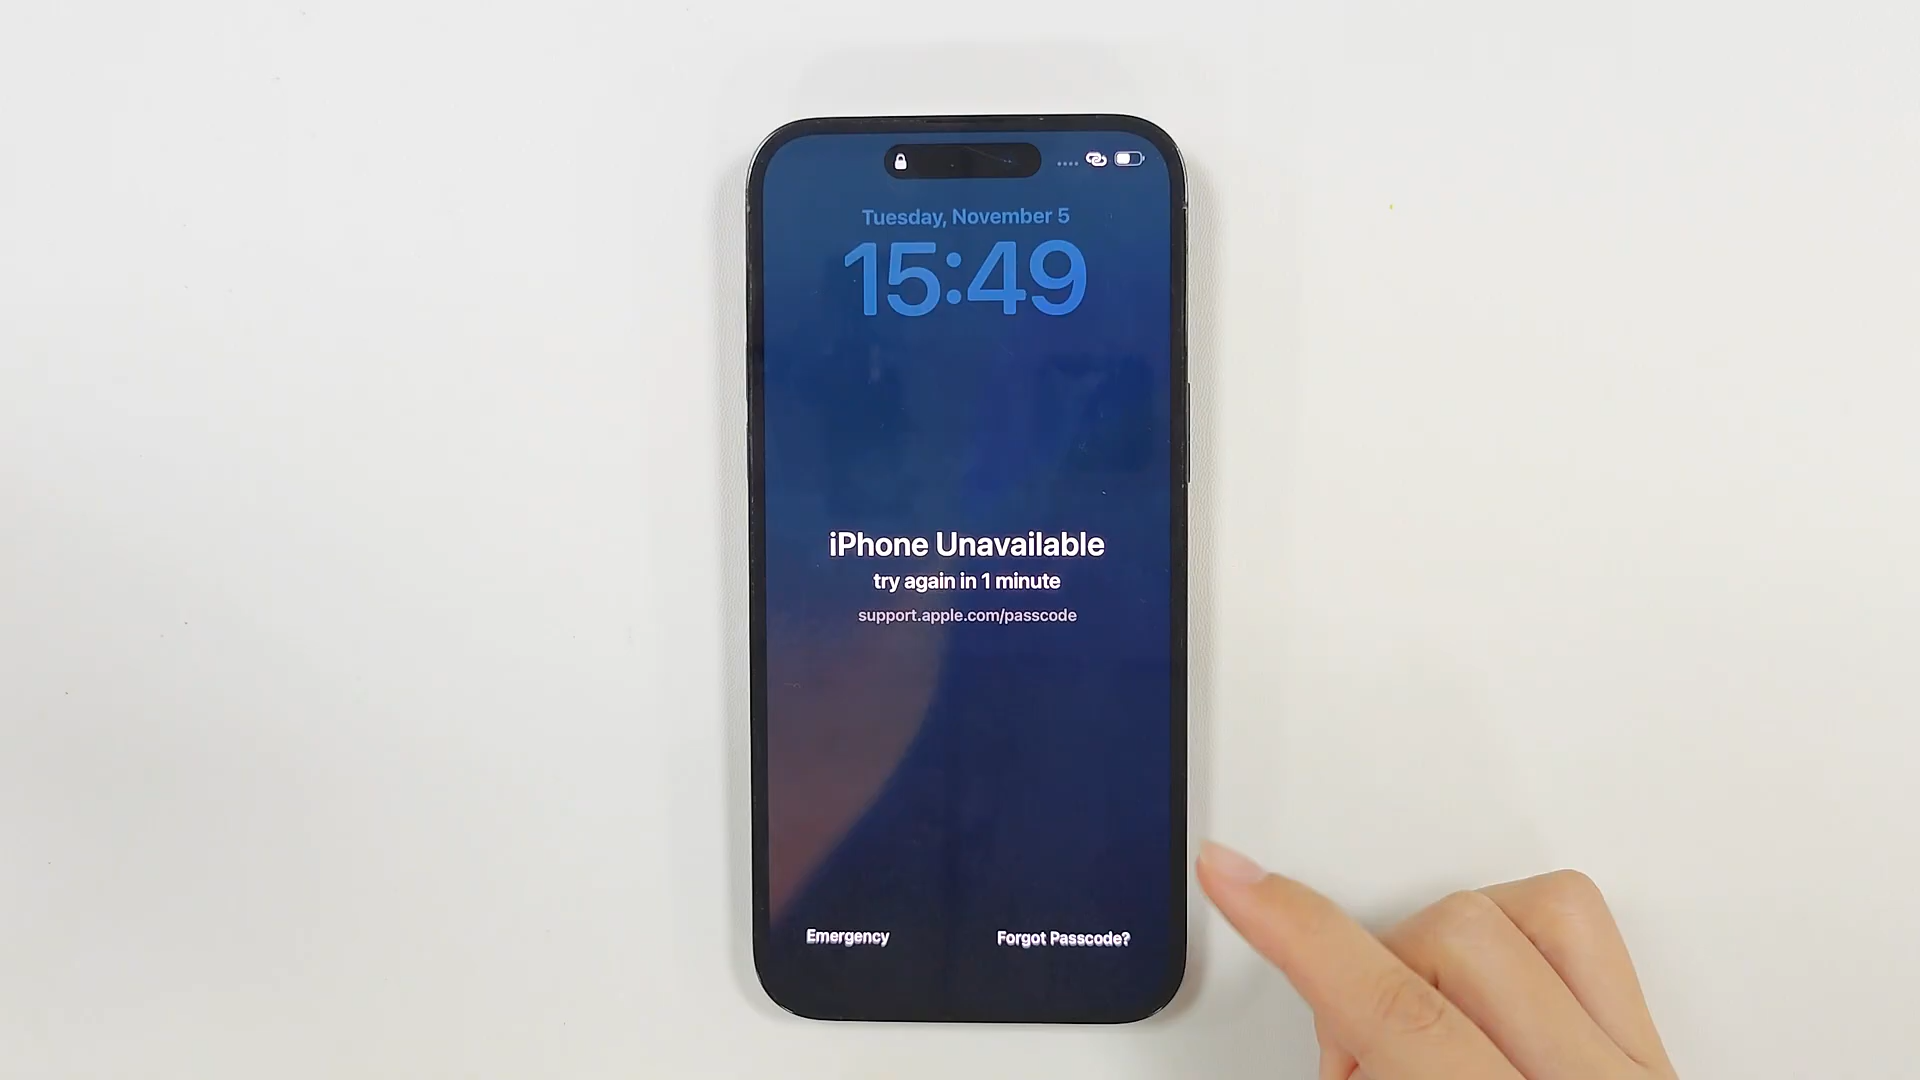 Tuesday, November 5
15:49
iPhone Unavailable
try again in 1 minute
support.apple.com/passcode
Emergency
Forgot Passcode?